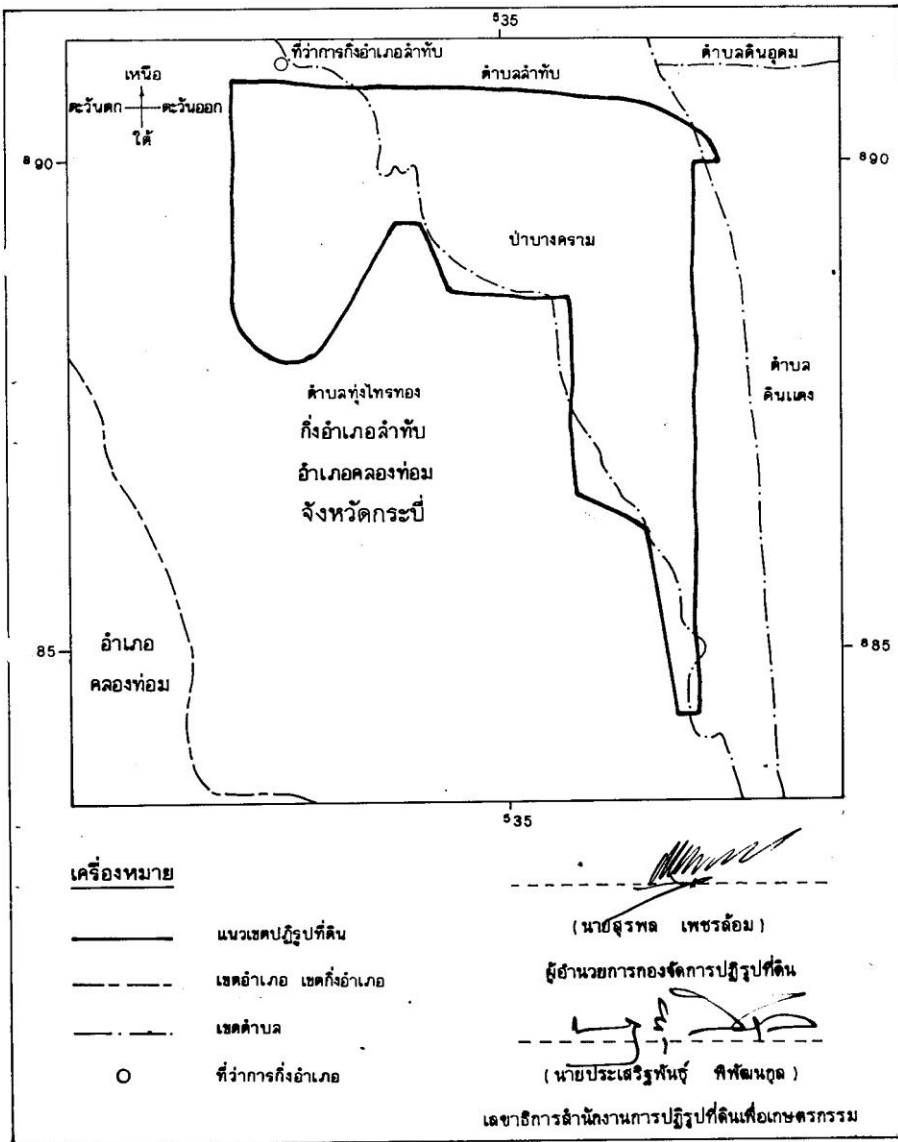 ⁵35
ที่ว่าการกิ่งอำเภอลำทับ
ตำบลดินอุดม
เหนือ
ตำบลลำทับ
ตะวันตก
ตะวันออก
ใต้
⁸90
⁸90
ป่าบางคราม
ตำบล
ดินแดง
ตำบลทุ่งไทรทอง
กิ่งอำเภอลำทับ
อำเภอคลองท่อม
จังหวัดกระบี่
อำเภอ
คลองท่อม
85
⁸85
⁵35
เครื่องหมาย
แนวเขตปฏิรูปที่ดิน
เขตอำเภอ เขตกิ่งอำเภอ
เขตตำบล
ที่ว่าการกิ่งอำเภอ
(นายสุรพล เพชรล้อม)
ผู้อำนวยการกองจัดการปฏิรูปที่ดิน
(นายประเสริฐพันธุ์ พิพัฒนกุล)
เลขาธิการสำนักงานการปฏิรูปที่ดินเพื่อเกษตรกรรม